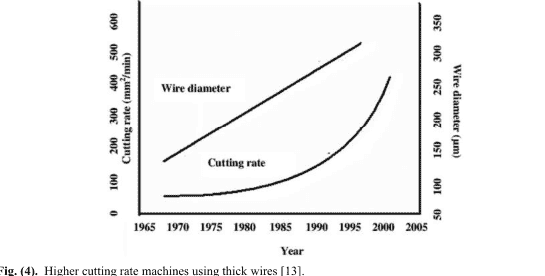 600
500
400
300
200
100
0
Cutting rate (mm²/min)
Wire diameter
Cutting rate
350
300
250
200
150
100
50
Wire diameter (μm)
1965 1970 1975 1980 1985 1990 1995 2000 2005
Year
Fig. (4). Higher cutting rate machines using thick wires [13].